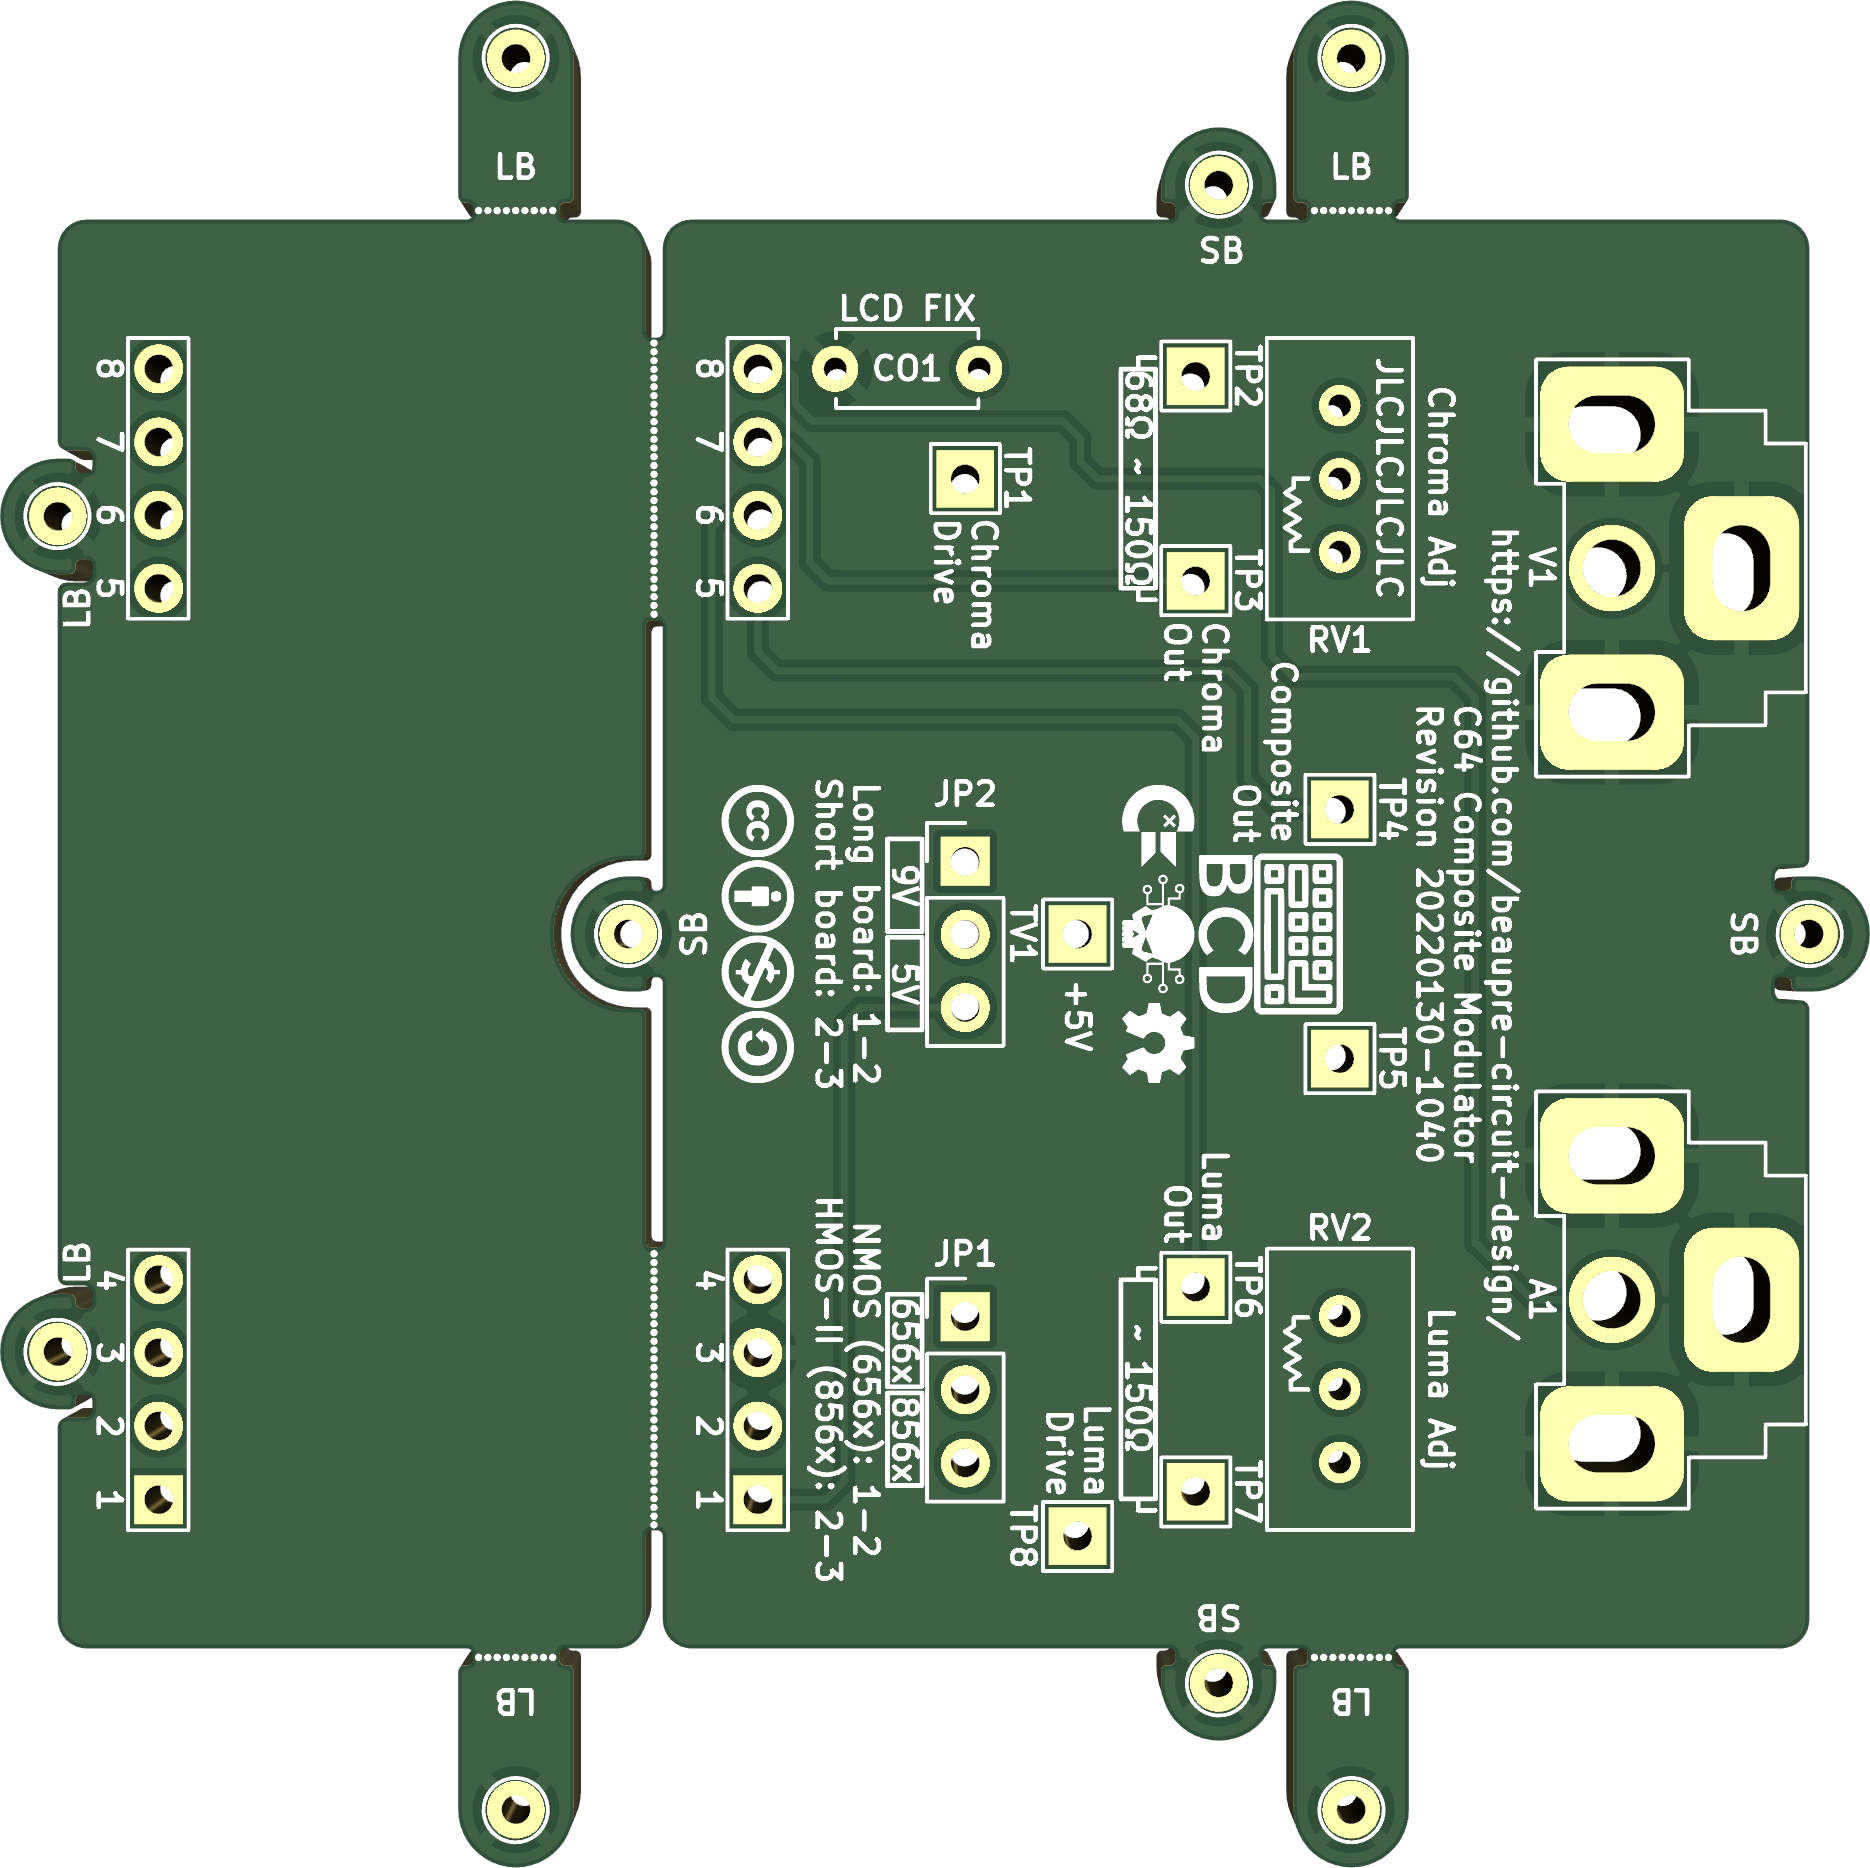 LB
LB
SB
LCD FIX
CO1
8
7
6
5
LB
8
7
6
5
TP1
Chroma
Drive
68Ω ~ 150Ω
TP2
TP3
Chroma
Out
JLCJLCJLCJLC
Chroma Adj
RV1
V1
Composite
Out
TP4
https://github.com/beaupre-circuit-design/
C64 Composite Modulator
Revision 20220130-1040
JP2
Long board: 1-2
Short board: 2-3
9V
5V
TV1
+5V
cc
$
BCD
SB
SB
TP5
LB
4
3
2
1
4
3
2
1
JP1
NMOS (656x): 1-2
HMOS-II (856x): 2-3
656x
856x
Luma
Out
TP6
~ 150Ω
TP7
Luma
Drive
TP8
RV2
Luma Adj
A1
SB
LB
LB